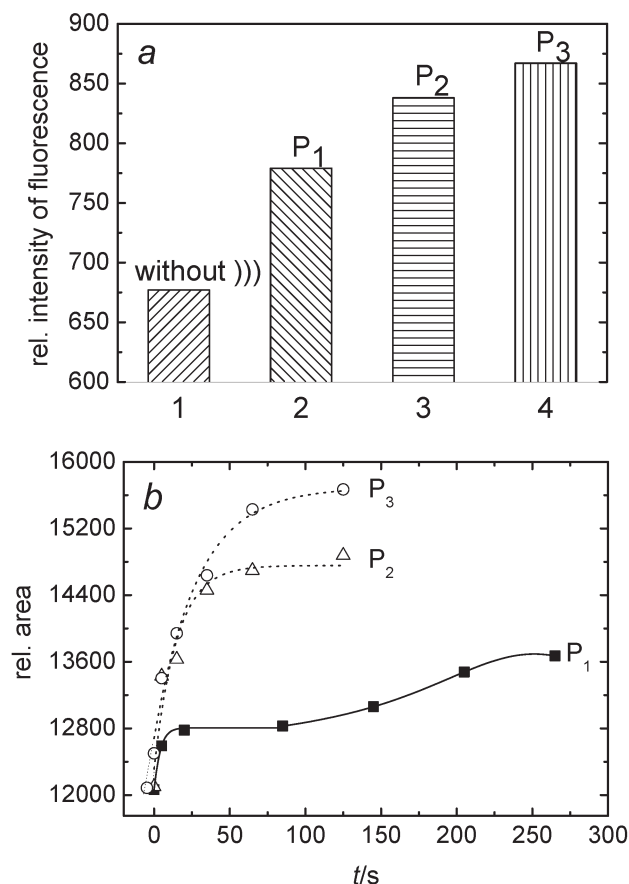 a
rel. intensity of fluorescence
900
850
800
750
700
650
600
without )))
P1
P2
P3
1 2 3 4
b
rel. area
16000
15200
14400
13600
12800
12000
P3
P2
P1
0 50 100 150 200 250 300
t/s